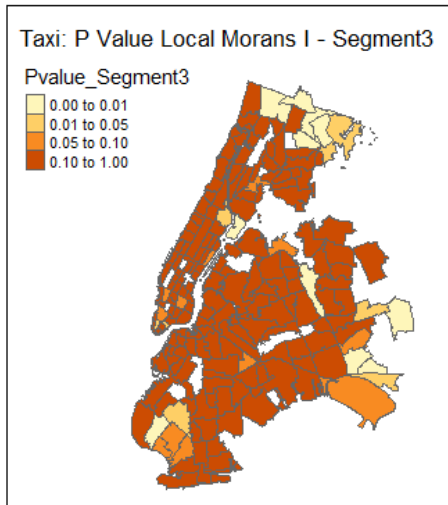 Taxi: P Value Local Morans I - Segment3
Pvalue_Segment3
0.00 to 0.01
0.01 to 0.05
0.05 to 0.10
0.10 to 1.00